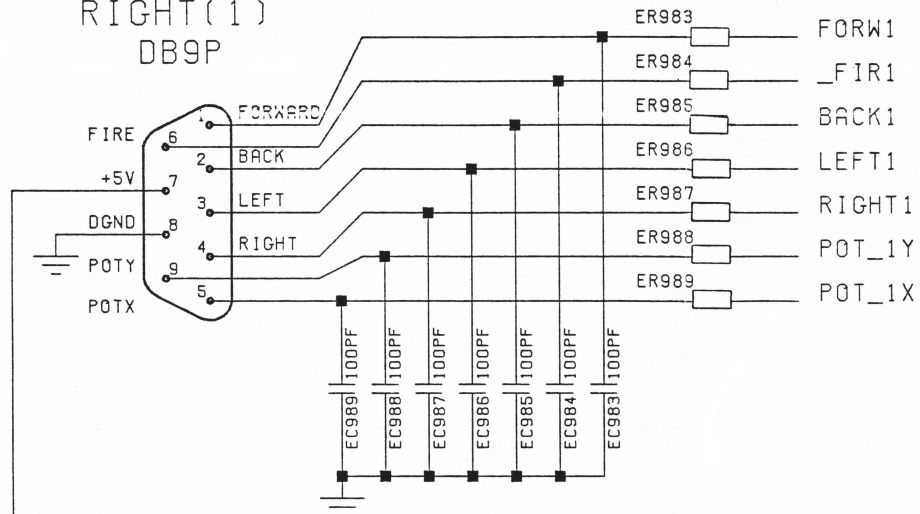 RIGHT(1)
DB9P
ER983 FORW1
ER984 _FIR1
1 FORWARD ER985 BACK1
FIRE 6
2 BACK ER986 LEFT1
+5V 7
3 LEFT ER987 RIGHT1
DGND 8
4 RIGHT ER988 POT_1Y
POTY 9
5 ER989 POT_1X
POTX
100PF 100PF 100PF 100PF 100PF 100PF 100PF
EC989 EC988 EC987 EC986 EC985 EC984 EC983